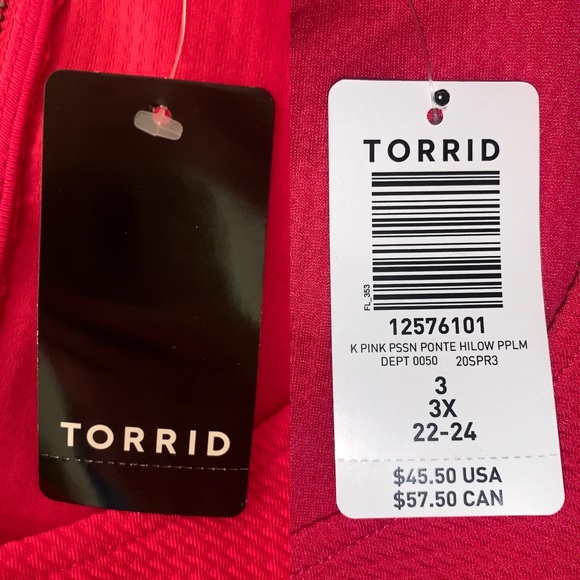 TORRID
TORRID
FL_353
12576101
K PINK PSSN PONTE HILOW PPLM
DEPT 0050 20SPR3
3
3X
22-24
$45.50 USA
$57.50 CAN